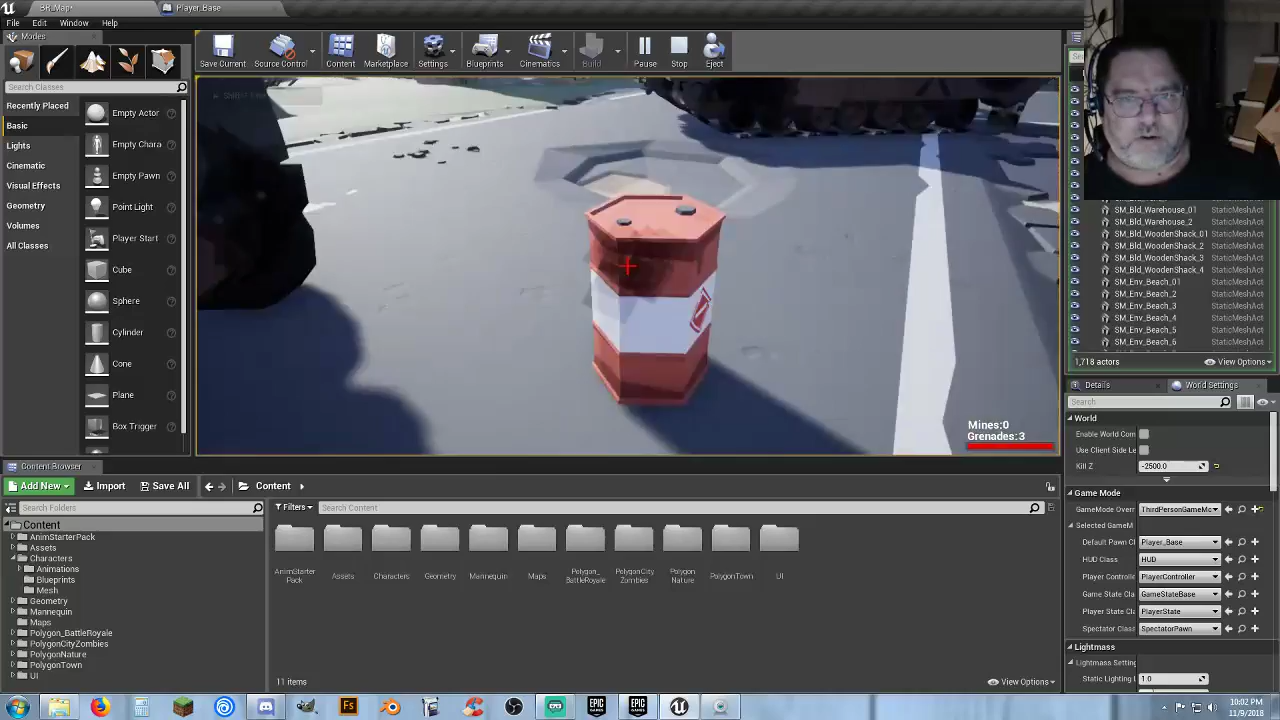 BR_Map*
Player_Base
File Edit Window Help
Modes
Search Classes
Recently Placed
Basic
Lights
Cinematic
Visual Effects
Geometry
Volumes
All Classes
Empty Actor
Empty Chara
Empty Pawn
Point Light
Player Start
Cube
Sphere
Cylinder
Cone
Plane
Box Trigger
Save Current
Source Control
Content
Marketplace
Settings
Blueprints
Cinematics
Build
Pause
Stop
Eject
Mines:0
Grenades:3
SM_Bld_Warehouse_01 StaticMeshAct
SM_Bld_Warehouse_2 StaticMeshAct
SM_Bld_WoodenShack_01 StaticMeshAct
SM_Bld_WoodenShack_2 StaticMeshAct
SM_Bld_WoodenShack_3 StaticMeshAct
SM_Bld_WoodenShack_4 StaticMeshAct
SM_Env_Beach_01 StaticMeshAct
SM_Env_Beach_2 StaticMeshAct
SM_Env_Beach_3 StaticMeshAct
SM_Env_Beach_4 StaticMeshAct
SM_Env_Beach_5 StaticMeshAct
SM_Env_Beach_6 StaticMeshAct
1,718 actors View Options
Details World Settings
Search
World
Enable World Com
Use Client Side Le
Kill Z -2500.0
Game Mode
GameMode Over ThirdPersonGameMo
Selected GameM
Default Pawn Cl Player_Base
HUD Class HUD
Player Controlle PlayerController
Game State Cla GameStateBase
Player State Cla PlayerState
Spectator Class SpectatorPawn
Lightmass
Lightmass Setting
Static Lighting 1.0
Content Browser
Add New Import Save All Content
Search Folders
Filters Search Content
Content
AnimStarterPack
Assets
Characters
Animations
Blueprints
Mesh
Geometry
Mannequin
Maps
Polygon_BattleRoyale
PolygonCityZombies
PolygonNature
PolygonTown
UI
AnimStarter
Pack
Assets
Characters
Geometry
Mannequin
Maps
Polygon_
BattleRoyale
PolygonCity
Zombies
Polygon
Nature
PolygonTown
UI
11 items View Options
Fs
EPIC
GAMES
EPIC
GAMES
10:02 PM
11/9/2018